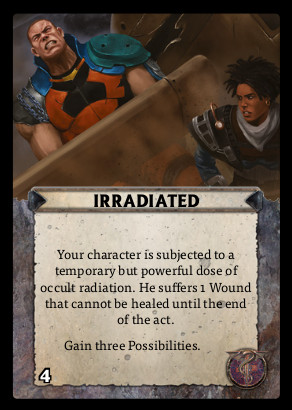 IRRADIATED
Your character is subjected to a
temporary but powerful dose of
occult radiation. He suffers 1 Wound
that cannot be healed until the end
of the act.
Gain three Possibilities.
4